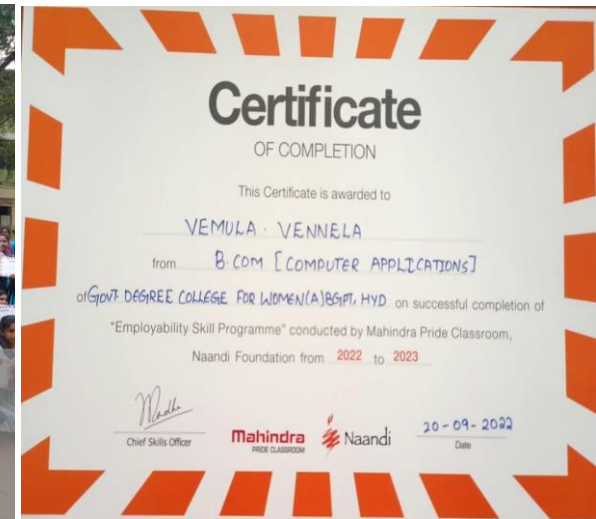 Certificate
OF COMPLETION
This Certificate is awarded to
VEMULA. VENNELA
from B.COM [COMPUTER APPLICATIONS]
of GOVT. DEGREE COLLEGE FOR WOMEN(A)BGPT, HYD on successful completion of
"Employability Skill Programme" conducted by Mahindra Pride Classroom,
Naandi Foundation from 2022 to 2023
Chief Skills Officer
Mahindra
PRIDE CLASSROOM
Naandi
20-09-2022
Date